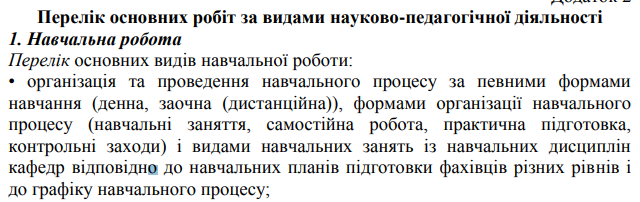 Додаток 2
Перелік основних робіт за видами науково-педагогічної діяльності
1. Навчальна робота
Перелік основних видів навчальної роботи:
• організація та проведення навчального процесу за певними формами
навчання (денна, заочна (дистанційна)), формами організації навчального
процесу (навчальні заняття, самостійна робота, практична підготовка,
контрольні заходи) і видами навчальних занять із навчальних дисциплін
кафедр відповідно до навчальних планів підготовки фахівців різних рівнів і
до графіку навчального процесу;